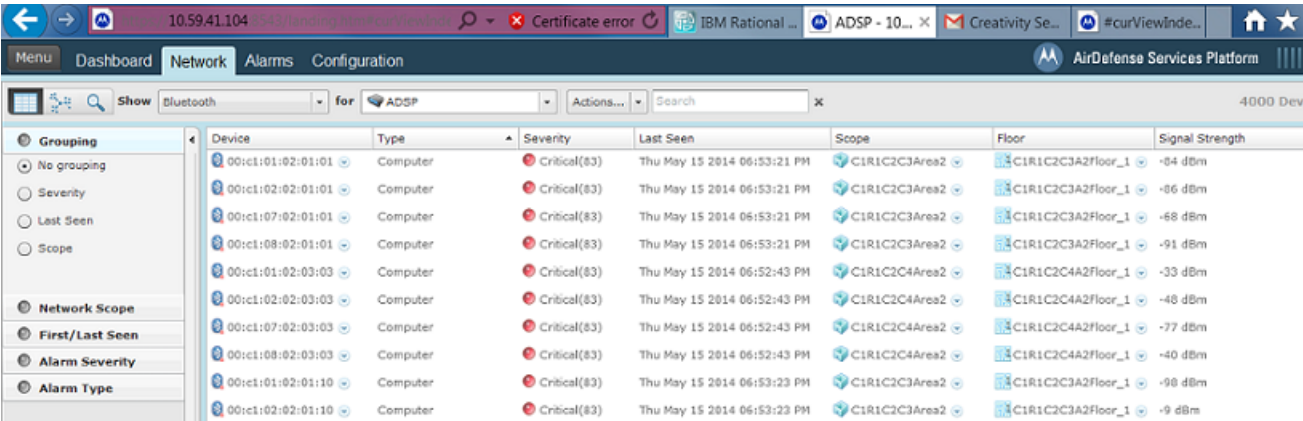 10.59.41.104 Certificate error IBM Rational ... ADSP - 10... Creativity Se... #curViewInde...
Menu Dashboard Network Alarms Configuration AirDefense Services Platform
Show Bluetooth for ADSP Actions... Search 4000 Dev
Grouping Device Type Severity Last Seen Scope Floor Signal Strength
No grouping 00:c1:01:02:01:01 Computer Critical(83) Thu May 15 2014 06:53:21 PM C1R1C2C3Area2 C1R1C2C3A2Floor_1 -84 dBm
Severity 00:c1:02:02:01:01 Computer Critical(83) Thu May 15 2014 06:53:21 PM C1R1C2C3Area2 C1R1C2C3A2Floor_1 -86 dBm
Last Seen 00:c1:07:02:01:01 Computer Critical(83) Thu May 15 2014 06:53:21 PM C1R1C2C3Area2 C1R1C2C3A2Floor_1 -68 dBm
Scope 00:c1:08:02:01:01 Computer Critical(83) Thu May 15 2014 06:53:21 PM C1R1C2C3Area2 C1R1C2C3A2Floor_1 -91 dBm
00:c1:01:02:03:03 Computer Critical(83) Thu May 15 2014 06:52:43 PM C1R1C2C4Area2 C1R1C2C4A2Floor_1 -33 dBm
Network Scope 00:c1:02:02:03:03 Computer Critical(83) Thu May 15 2014 06:52:43 PM C1R1C2C4Area2 C1R1C2C4A2Floor_1 -48 dBm
First/Last Seen 00:c1:07:02:03:03 Computer Critical(83) Thu May 15 2014 06:52:43 PM C1R1C2C4Area2 C1R1C2C4A2Floor_1 -77 dBm
Alarm Severity 00:c1:08:02:03:03 Computer Critical(83) Thu May 15 2014 06:52:43 PM C1R1C2C4Area2 C1R1C2C4A2Floor_1 -40 dBm
Alarm Type 00:c1:01:02:01:10 Computer Critical(83) Thu May 15 2014 06:53:23 PM C1R1C2C3Area2 C1R1C2C3A2Floor_1 -98 dBm
00:c1:02:02:01:10 Computer Critical(83) Thu May 15 2014 06:53:23 PM C1R1C2C3Area2 C1R1C2C3A2Floor_1 -9 dBm